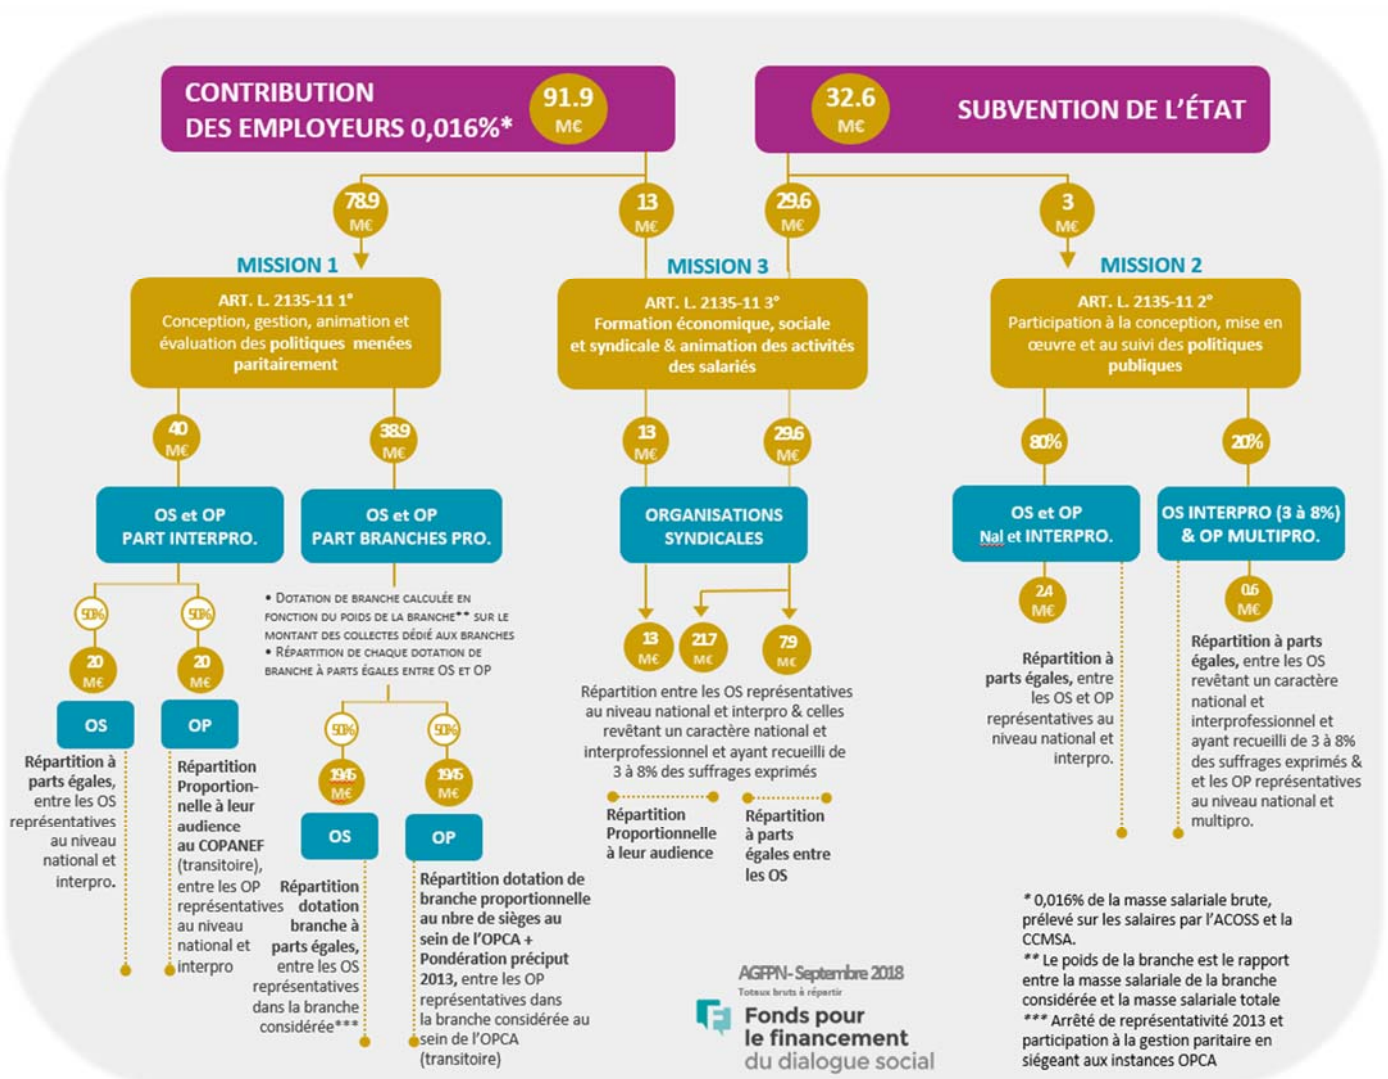 CONTRIBUTION
DES EMPLOYEURS 0,016%*
91.9
M€
32.6
M€
SUBVENTION DE L'ÉTAT
78.9
M€
13
M€
29.6
M€
3
M€
MISSION 1
ART. L. 2135-11 1°
Conception, gestion, animation et
évaluation des politiques menées
paritairement
MISSION 3
ART. L. 2135-11 3°
Formation économique, sociale
et syndicale & animation des activités
des salariés
MISSION 2
ART. L. 2135-11 2°
Participation à la conception, mise en
œuvre et au suivi des politiques
publiques
40
M€
38.9
M€
13
M€
29.6
M€
80%
20%
OS et OP
PART INTERPRO.
OS et OP
PART BRANCHES PRO.
ORGANISATIONS
SYNDICALES
OS et OP
Nal et INTERPRO.
OS INTERPRO (3 à 8%)
& OP MULTIPRO.
50%
50%
20
M€
20
M€
OS
OP
Répartition à
parts égales,
entre les OS
représentatives
au niveau
national et
interpro.
Répartition
Proportion-
nelle à leur
audience
au COPANEF
(transitoire),
entre les OP
représentatives
au niveau
national et
interpro
• DOTATION DE BRANCHE CALCULÉE EN
FONCTION DU POIDS DE LA BRANCHE** SUR LE
MONTANT DES COLLECTES DÉDIÉ AUX BRANCHES
• RÉPARTITION DE CHAQUE DOTATION DE
BRANCHE À PARTS ÉGALES ENTRE OS ET OP
50%
50%
19.45
M€
19.45
M€
OS
OP
Répartition
dotation
branche à
parts égales,
entre les OS
représentatives
dans la branche
considérée***
Répartition dotation de
branche proportionnelle
au nbre de sièges au
sein de l'OPCA +
Pondération préciput
2013, entre les OP
représentatives dans
la branche considérée au
sein de l'OPCA
(transitoire)
13
M€
21.7
M€
7.9
M€
Répartition entre les OS représentatives
au niveau national et interpro & celles
revêtant un caractère national et
interprofessionnel et ayant recueilli de
3 à 8% des suffrages exprimés
Répartition
Proportionnelle
à leur audience
Répartition
à parts
égales entre
les OS
2.4
M€
0.6
M€
Répartition à
parts égales, entre
les OS et OP
représentatives au
niveau national et
interpro.
Répartition à parts
égales, entre les OS
revêtant un caractère
national et
interprofessionnel et
ayant recueilli de 3 à 8%
des suffrages exprimés &
et les OP représentatives
au niveau national et
multipro.
AGFPN - Septembre 2018
Totaux bruts à répartir
Fonds pour
le financement
du dialogue social
* 0,016% de la masse salariale brute,
prélevé sur les salaires par l'ACOSS et la
CCMSA.
** Le poids de la branche est le rapport
entre la masse salariale de la branche
considérée et la masse salariale totale
*** Arrêté de représentativité 2013 et
participation à la gestion paritaire en
siégeant aux instances OPCA